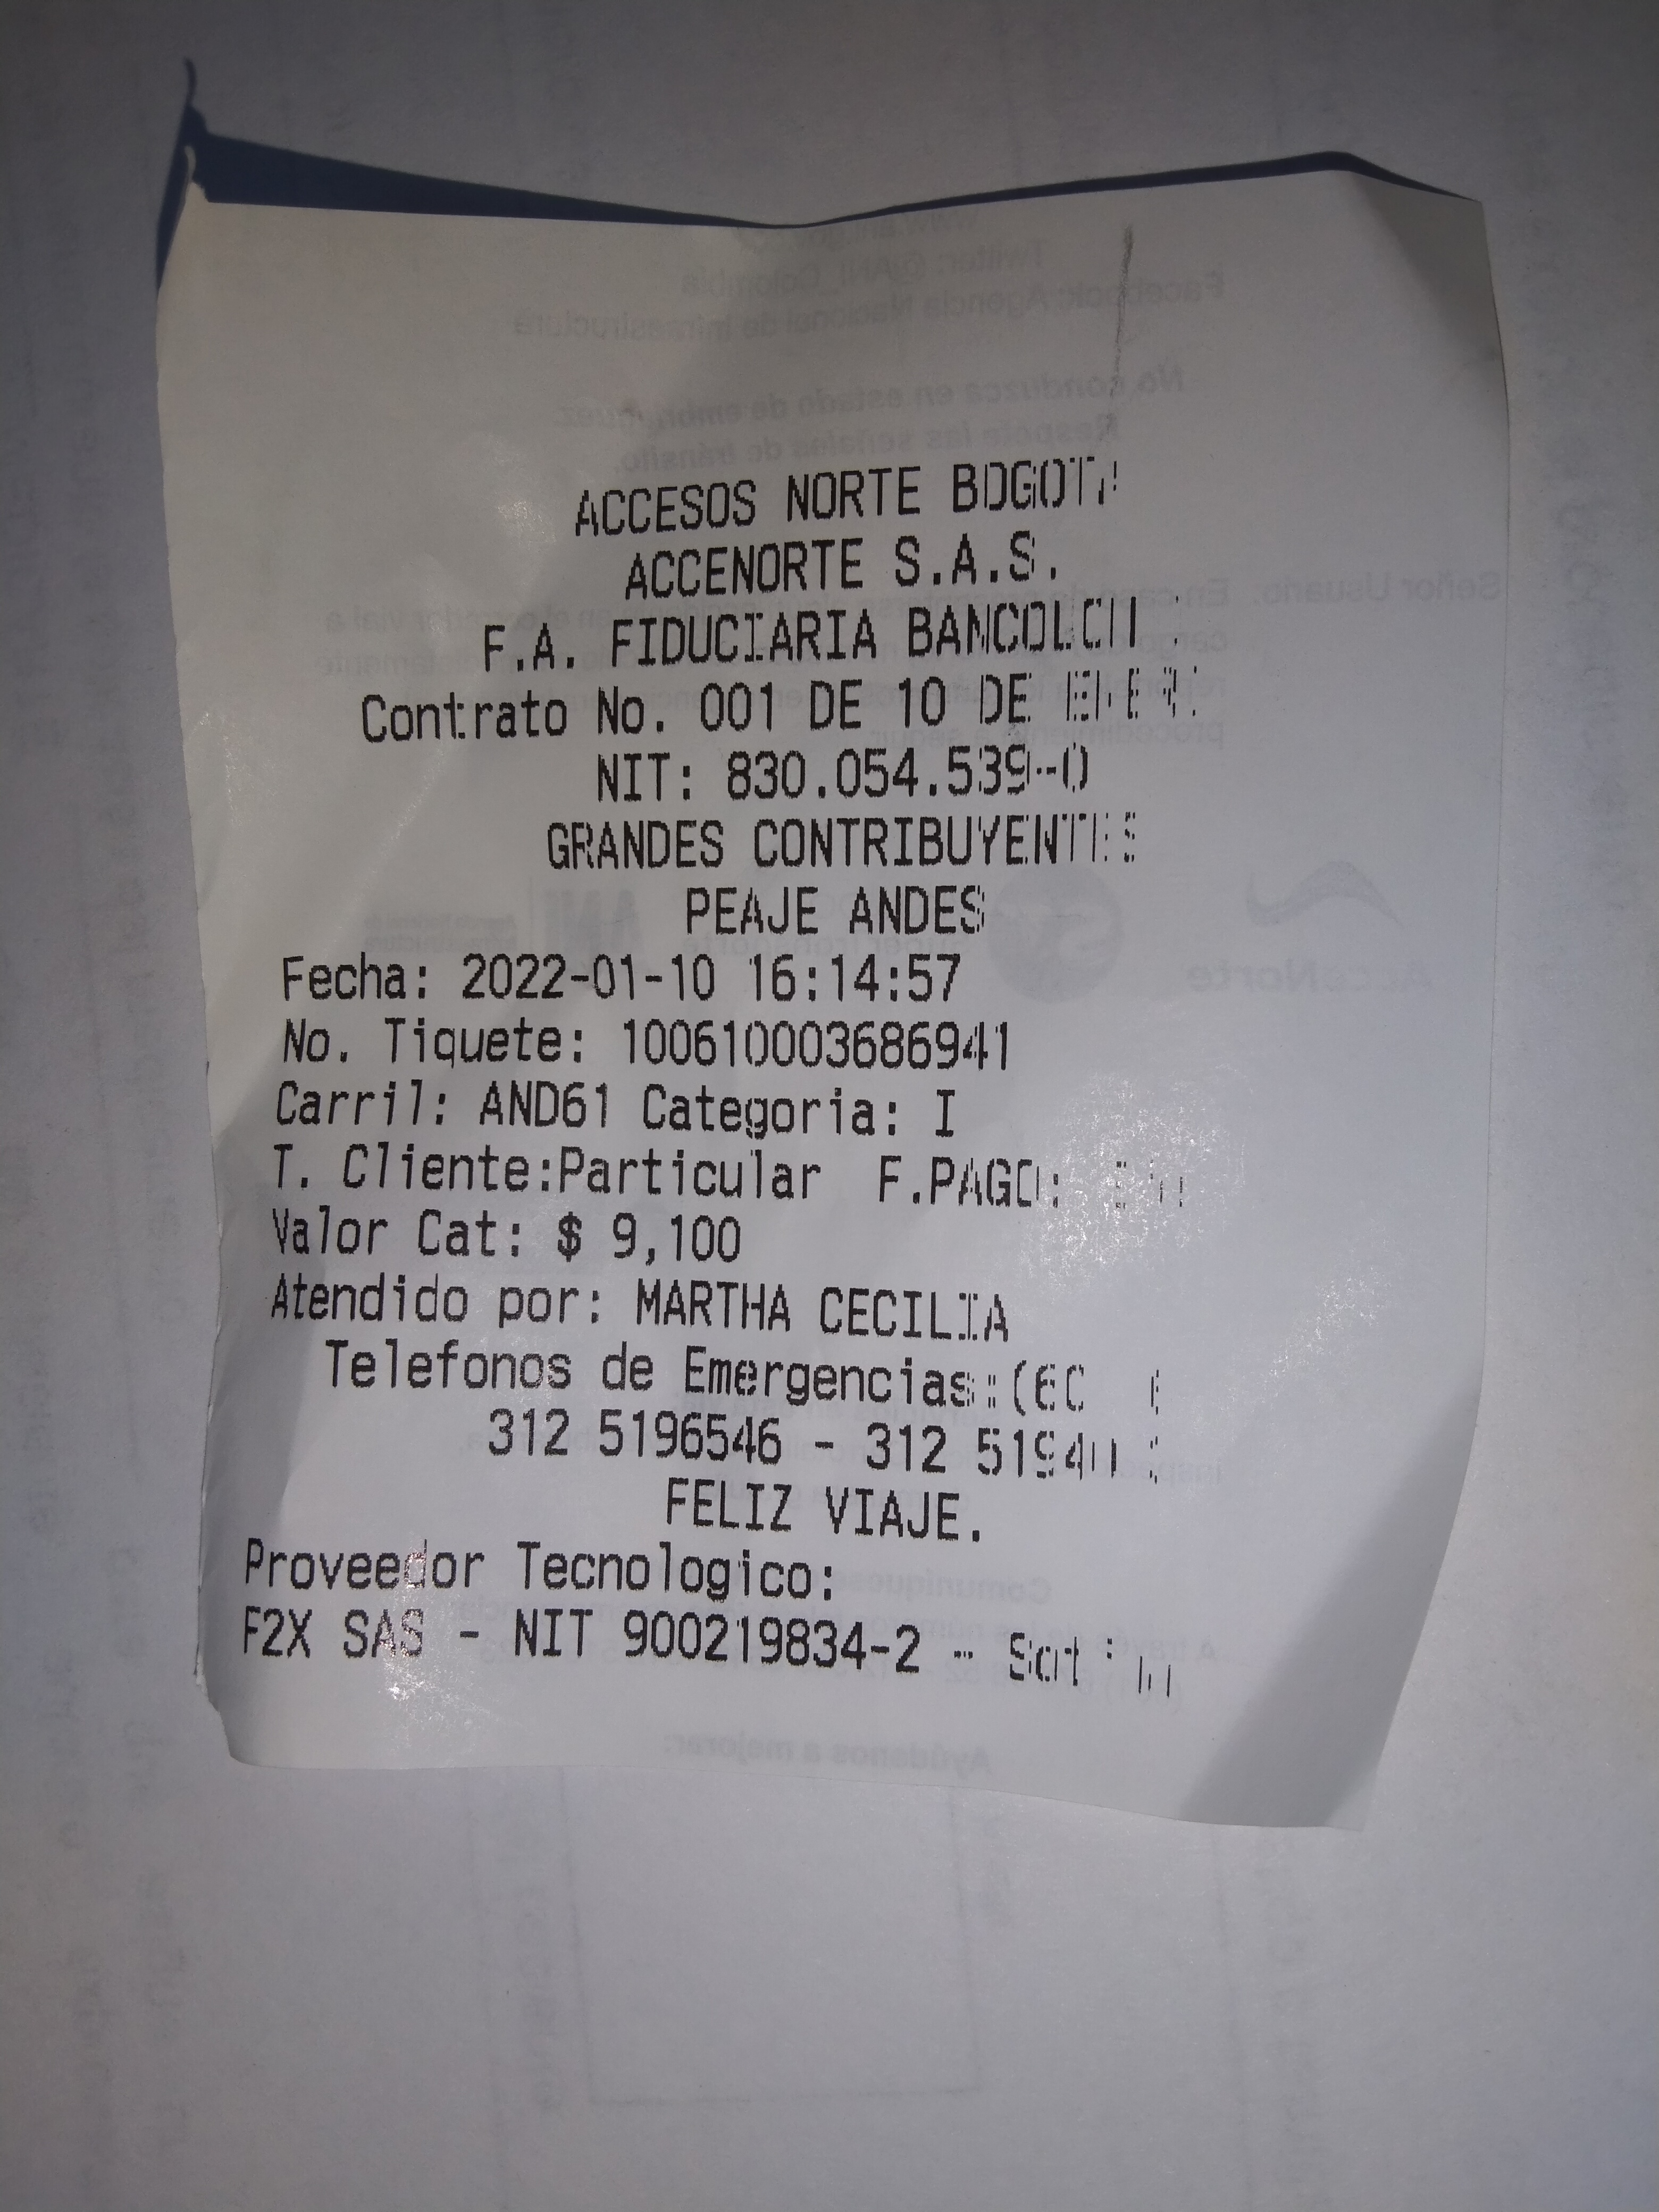 ACCESOS NORTE BOGOTA
ACCENORTE S.A.S.
F.A. FIDUCIARIA
Contrato No. 001 DE 10 DE
NIT: 830.054.539-0
GRANDES CONTRIBUYENTES
PEAJE ANDES
Fecha: 2022-01-10 16:14:57
No. Tiquete: 100610003686941
Carril: AND61 Categoria: I
T. Cliente:Particular F.PAGO:
Valor Cat: $ 9,100
Atendido por: MARTHA CECILIA
Telefonos de Emergencias:
312 5196546 - 312
FELIZ VIAJE.
Proveedor Tecnologico:
F2X SAS - NIT 900219834-2 -